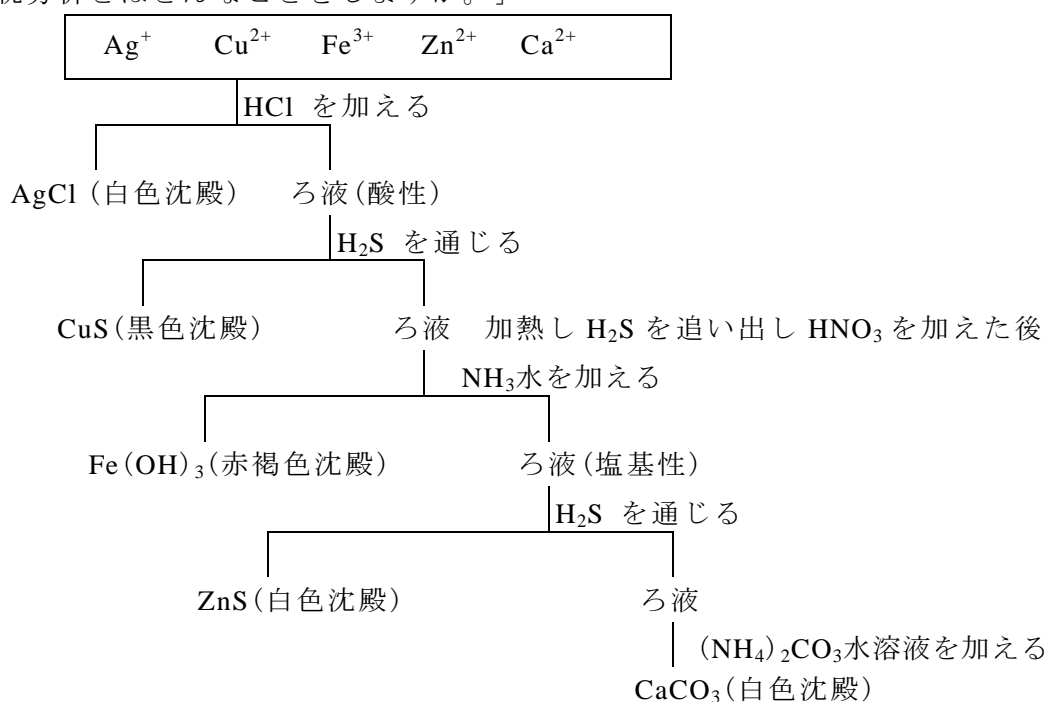 Ag⁺ Cu²⁺ Fe³⁺ Zn²⁺ Ca²⁺
HCl を加える
AgCl (白色沈殿) ろ液(酸性)
H₂S を通じる
CuS(黒色沈殿) ろ液 加熱し H₂S を追い出し HNO₃ を加えた後
NH₃水を加える
Fe(OH)₃(赤褐色沈殿) ろ液(塩基性)
H₂S を通じる
ZnS(白色沈殿) ろ液
(NH₄)₂CO₃水溶液を加える
CaCO₃(白色沈殿)